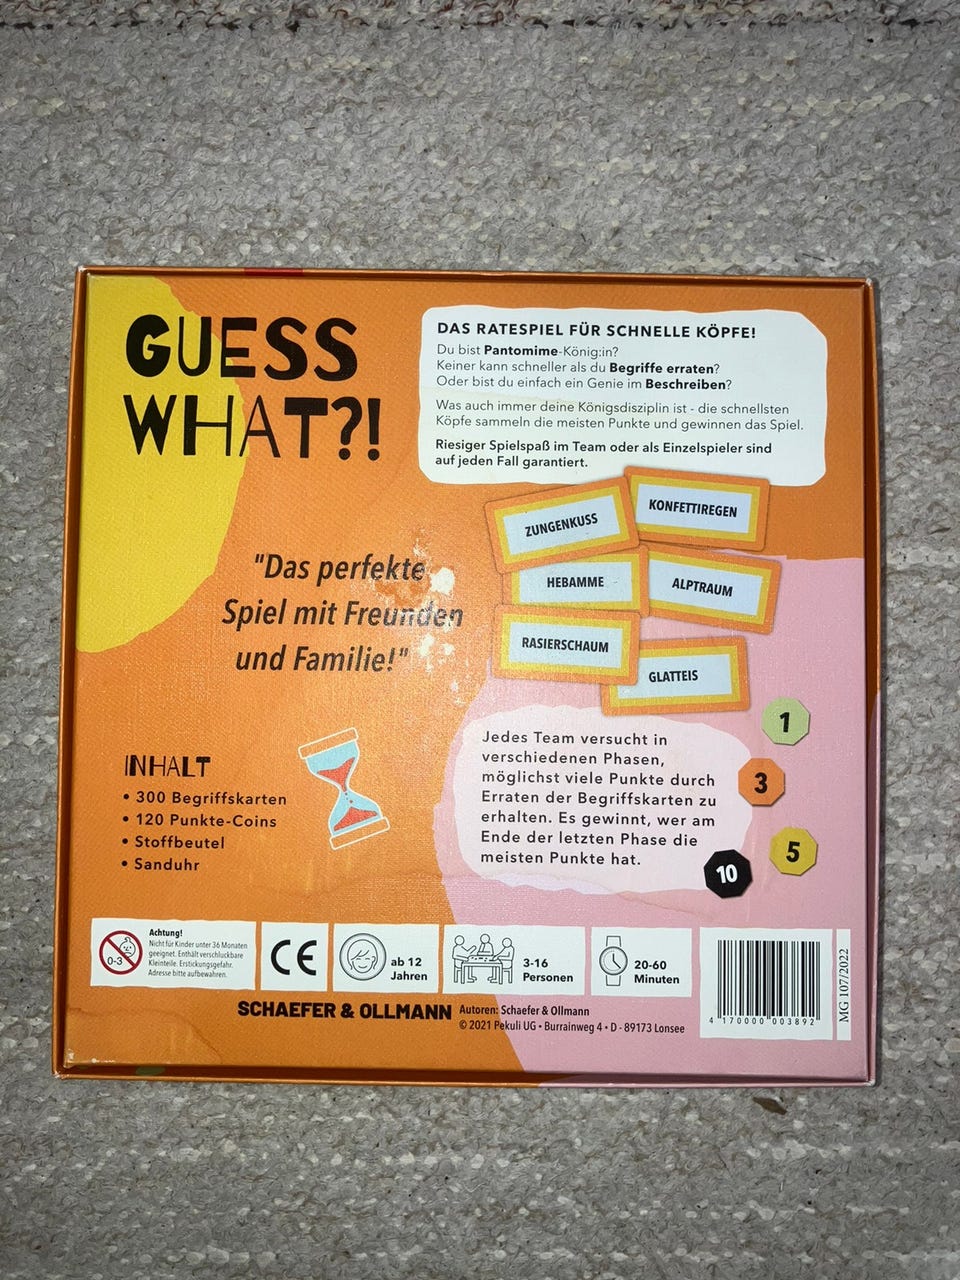 GUESS
WHAT?!
DAS RATESPIEL FÜR SCHNELLE KÖPFE!
Du bist Pantomime-König:in?
Keiner kann schneller als du Begriffe erraten?
Oder bist du einfach ein Genie im Beschreiben?
Was auch immer deine Königsdisziplin ist - die schnellsten
Köpfe sammeln die meisten Punkte und gewinnen das Spiel.
Riesiger Spielspaß im Team oder als Einzelspieler sind
auf jeden Fall garantiert.
ZUNGENKUSS
KONFETTIREGEN
HEBAMME
ALPTRAUM
RASIERSCHAUM
GLATTEIS
"Das perfekte
Spiel mit Freunden
und Familie!"
1
3
5
10
Jedes Team versucht in
verschiedenen Phasen,
möglichst viele Punkte durch
Erraten der Begriffskarten zu
erhalten. Es gewinnt, wer am
Ende der letzten Phase die
meisten Punkte hat.
INHALT
• 300 Begriffskarten
• 120 Punkte-Coins
• Stoffbeutel
• Sanduhr
0-3
Achtung!
Nicht für Kinder unter 36 Monaten
geeignet. Enthält verschluckbare
Kleinteile. Erstickungsgefahr.
Adresse bitte aufbewahren.
CE
ab 12
Jahren
3-16
Personen
20-60
Minuten
4 170000 003892
MG 107/2022
SCHAEFER & OLLMANN
Autoren: Schaefer & Ollmann
© 2021 Pekuli UG • Burrainweg 4 • D - 89173 Lonsee